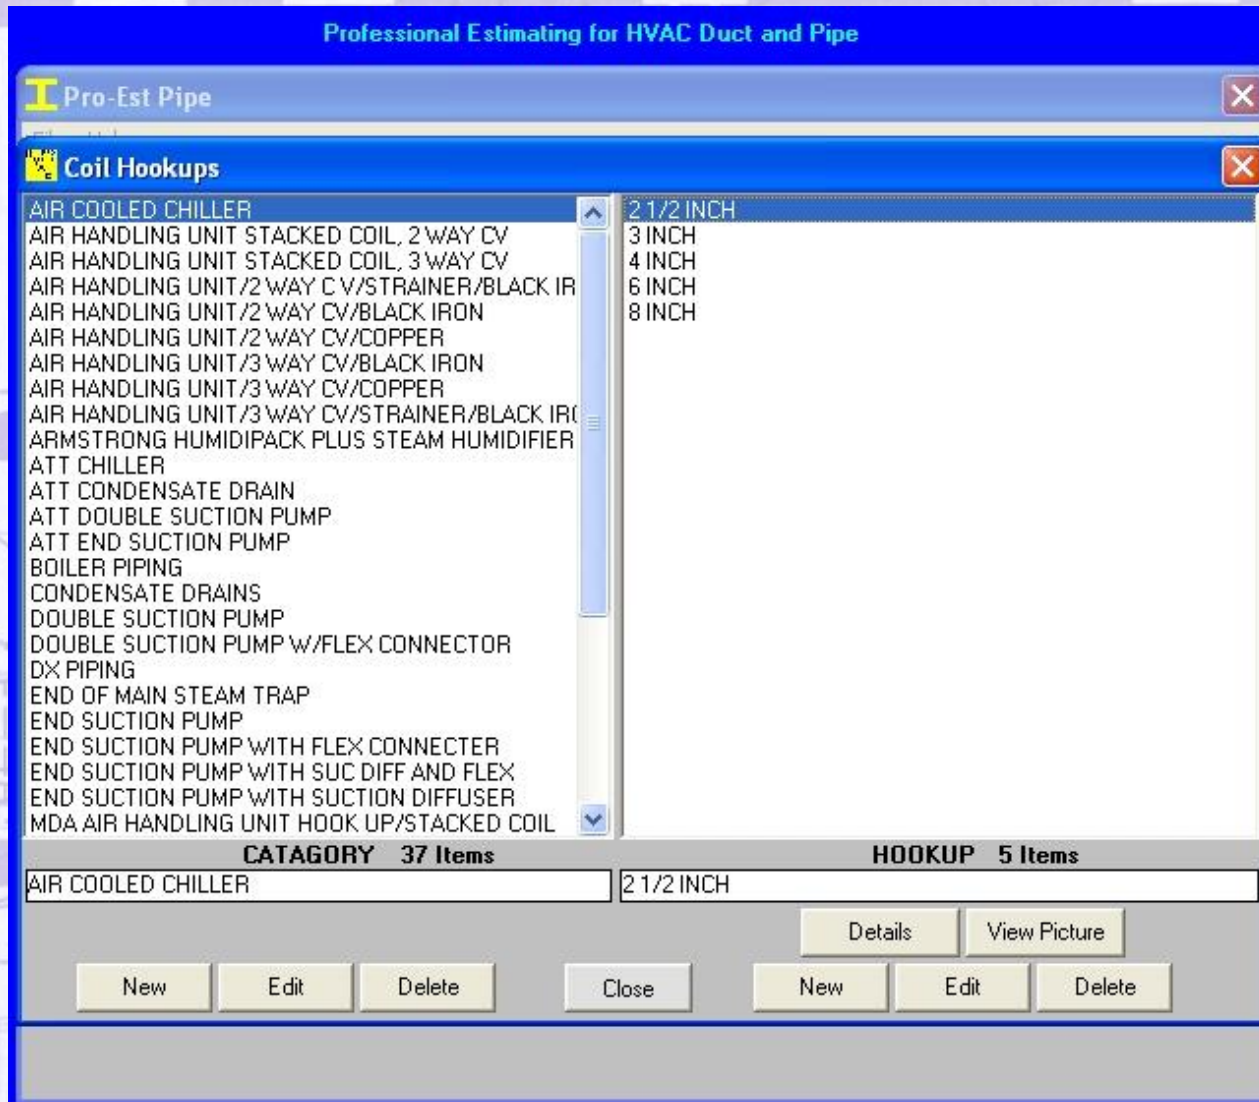 Professional Estimating for HVAC Duct and Pipe
Pro-Est Pipe
Coil Hookups
AIR COOLED CHILLER
AIR HANDLING UNIT STACKED COIL, 2 WAY CV
AIR HANDLING UNIT STACKED COIL, 3 WAY CV
AIR HANDLING UNIT/2 WAY C V/STRAINER/BLACK IR
AIR HANDLING UNIT/2 WAY CV/BLACK IRON
AIR HANDLING UNIT/2 WAY CV/COPPER
AIR HANDLING UNIT/3 WAY CV/BLACK IRON
AIR HANDLING UNIT/3 WAY CV/COPPER
AIR HANDLING UNIT/3 WAY CV/STRAINER/BLACK IRO
ARMSTRONG HUMIDIPACK PLUS STEAM HUMIDIFIER
ATT CHILLER
ATT CONDENSATE DRAIN
ATT DOUBLE SUCTION PUMP
ATT END SUCTION PUMP
BOILER PIPING
CONDENSATE DRAINS
DOUBLE SUCTION PUMP
DOUBLE SUCTION PUMP W/FLEX CONNECTOR
DX PIPING
END OF MAIN STEAM TRAP
END SUCTION PUMP
END SUCTION PUMP WITH FLEX CONNECTER
END SUCTION PUMP WITH SUC DIFF AND FLEX
END SUCTION PUMP WITH SUCTION DIFFUSER
MDA AIR HANDLING UNIT HOOK UP/STACKED COIL
2 1/2 INCH
3 INCH
4 INCH
6 INCH
8 INCH
CATAGORY 37 Items
HOOKUP 5 Items
AIR COOLED CHILLER
2 1/2 INCH
Details View Picture
New Edit Delete Close New Edit Delete